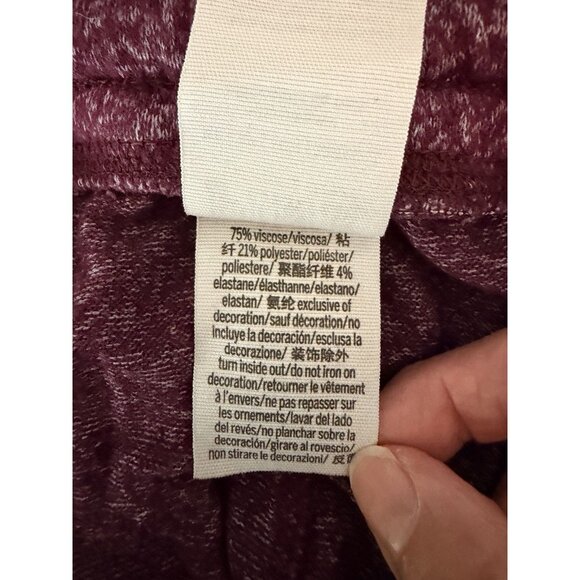 75% viscose/viscosa/ 粘
纤 21% polyester/poliéster/
poliestere/ 聚酯纤维 4%
elastane/élasthanne/elastano/
elastan/ 氨纶 exclusive of
decoration/sauf décoration/no
incluye la decoración/esclusa la
decorazione/ 装饰除外
turn inside out/do not iron on
decoration/retourner le vêtement
à l'envers/ne pas repasser sur
les ornements/lavar del lado
del revés/no planchar sobre la
decoración/girare al rovescio/
non stirare le decorazioni/ 反